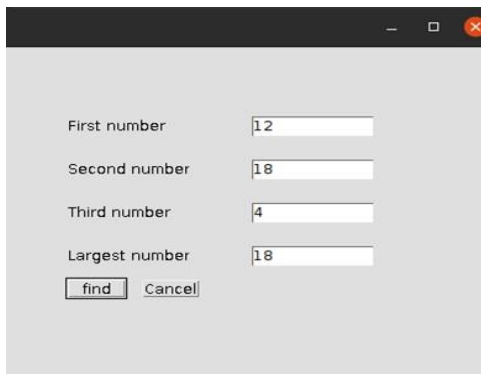 First number 12
Second number 18
Third number 4
Largest number 18
find Cancel